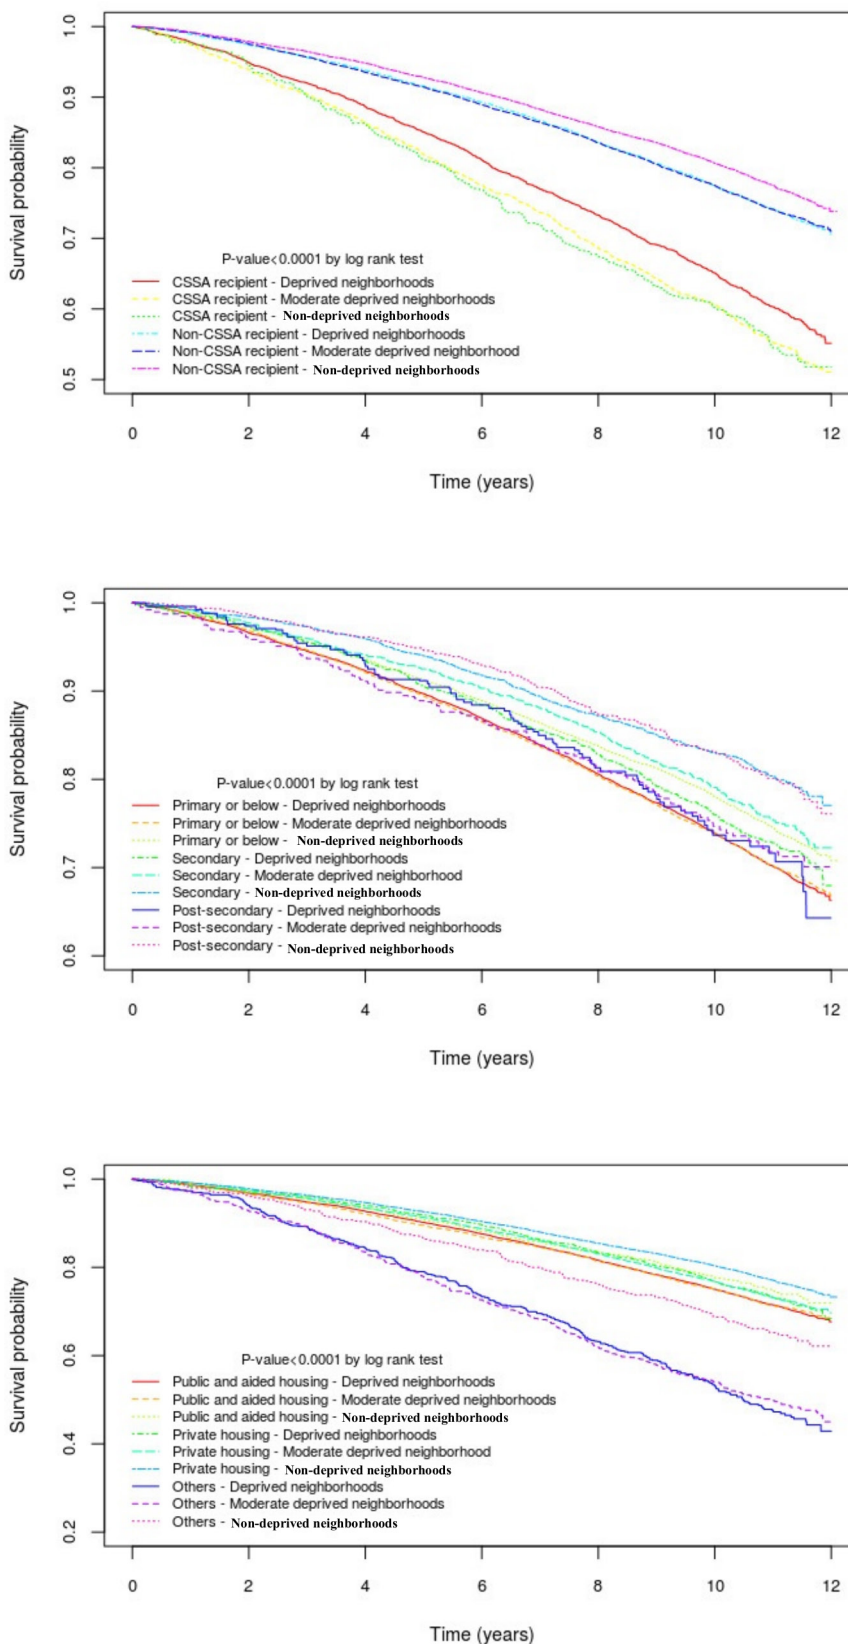 1.0
0.9
0.8
0.7
0.6
0.5
Survival probability
P-value<0.0001 by log rank test
CSSA recipient - Deprived neighborhoods
CSSA recipient - Moderate deprived neighborhoods
CSSA recipient - Non-deprived neighborhoods
Non-CSSA recipient - Deprived neighborhoods
Non-CSSA recipient - Moderate deprived neighborhood
Non-CSSA recipient - Non-deprived neighborhoods
0 2 4 6 8 10 12
Time (years)
1.0
0.9
0.8
0.7
0.6
Survival probability
P-value<0.0001 by log rank test
Primary or below - Deprived neighborhoods
Primary or below - Moderate deprived neighborhoods
Primary or below - Non-deprived neighborhoods
Secondary - Deprived neighborhoods
Secondary - Moderate deprived neighborhood
Secondary - Non-deprived neighborhoods
Post-secondary - Deprived neighborhoods
Post-secondary - Moderate deprived neighborhoods
Post-secondary - Non-deprived neighborhoods
0 2 4 6 8 10 12
Time (years)
1.0
0.8
0.6
0.4
0.2
Survival probability
P-value<0.0001 by log rank test
Public and aided housing - Deprived neighborhoods
Public and aided housing - Moderate deprived neighborhoods
Public and aided housing - Non-deprived neighborhoods
Private housing - Deprived neighborhoods
Private housing - Moderate deprived neighborhood
Private housing - Non-deprived neighborhoods
Others - Deprived neighborhoods
Others - Moderate deprived neighborhoods
Others - Non-deprived neighborhoods
0 2 4 6 8 10 12
Time (years)